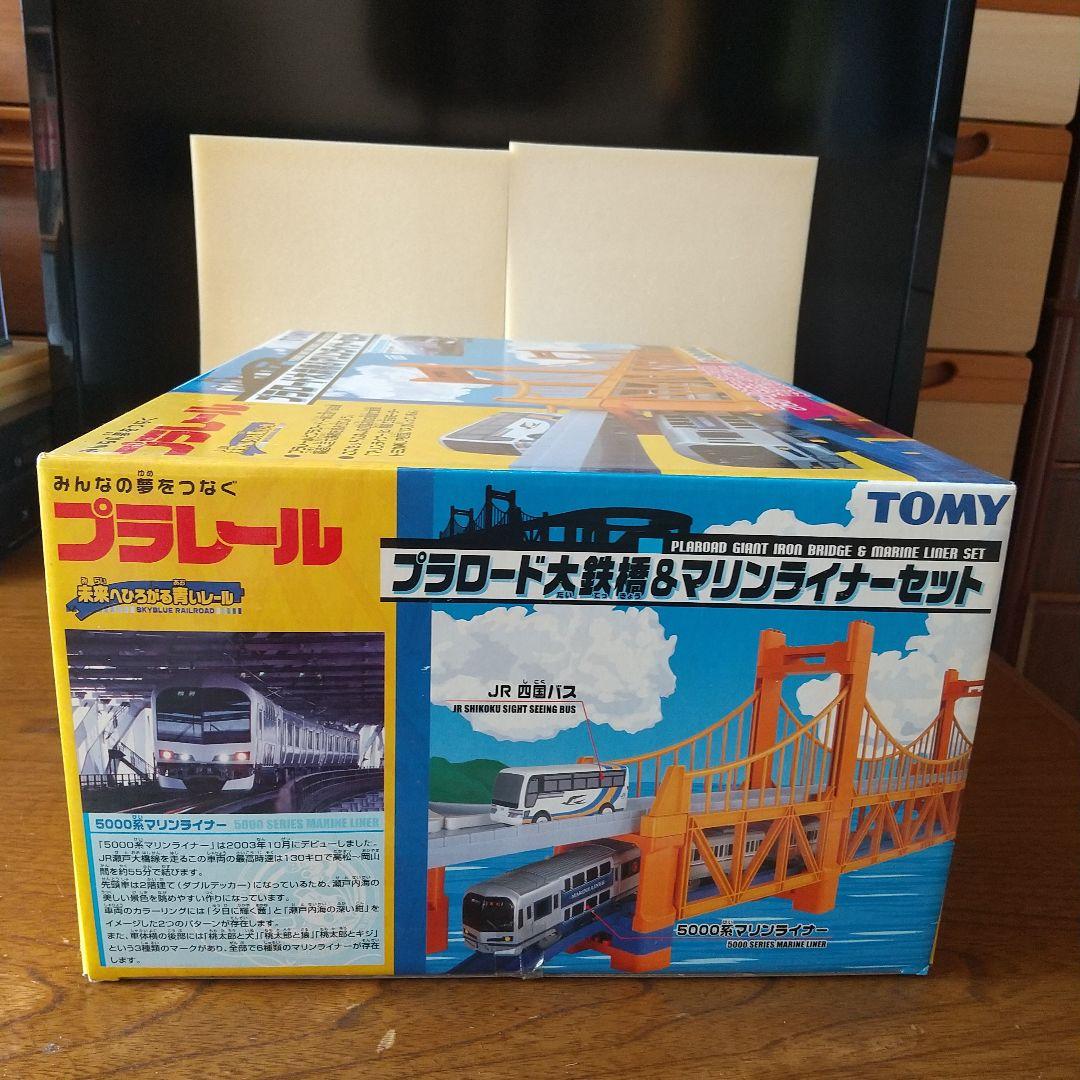 みんなの夢をつなぐ
プラレール
未来へひろがる青いレール
SKYBLUE RAILROAD
TOMY
PLAROAD GIANT IRON BRIDGE & MARINE LINER SET
プラロード大鉄橋&マリンライナーセット
JR 四国バス
JR SHIKOKU SIGHT SEEING BUS
5000系マリンライナー 5000 SERIES MARINE LINER
「5000系マリンライナー」は2003年10月にデビューしました。
JR瀬戸大橋線を走るこの車両の最高時速は130キロで高松〜岡山
間を約55分で結びます。
先頭車は2階建て(ダブルデッカー)になっているため、瀬戸内海の
美しい景色を眺めやすい作りになっています。
車両のカラーリングには「夕日に輝く茜」と「瀬戸内海の深い紺」を
イメージした2つのパターンが存在します。
また、車体横の後部には「桃太郎と犬」「桃太郎と猿」「桃太郎とキジ」
という3種類のマークがあり、全部で6種類のマリンライナーが存在
します。
MARINE LINER
5000系マリンライナー
5000 SERIES MARINE LINER